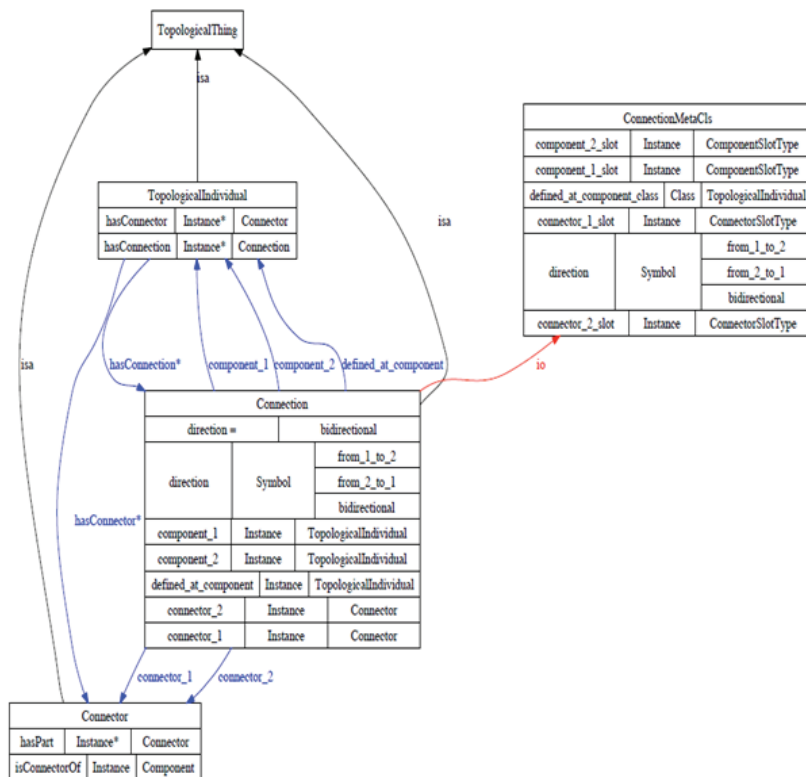 TopologicalThing
isa
ConnectionMetaCls
component_2_slot Instance ComponentSlotType
component_1_slot Instance ComponentSlotType
defined_at_component_class Class TopologicalIndividual
connector_1_slot Instance ConnectorSlotType
direction Symbol from_1_to_2
from_2_to_1
bidirectional
connector_2_slot Instance ConnectorSlotType
TopologicalIndividual
hasConnector Instance* Connector
hasConnection Instance* Connection
isa
isa
hasConnection* component_1 component_2 defined_at_component
io
Connection
direction = bidirectional
direction Symbol from_1_to_2
from_2_to_1
bidirectional
component_1 Instance TopologicalIndividual
component_2 Instance TopologicalIndividual
defined_at_component Instance TopologicalIndividual
connector_2 Instance Connector
connector_1 Instance Connector
hasConnector*
connector_1 connector_2
Connector
hasPart Instance* Connector
isConnectorOf Instance Component